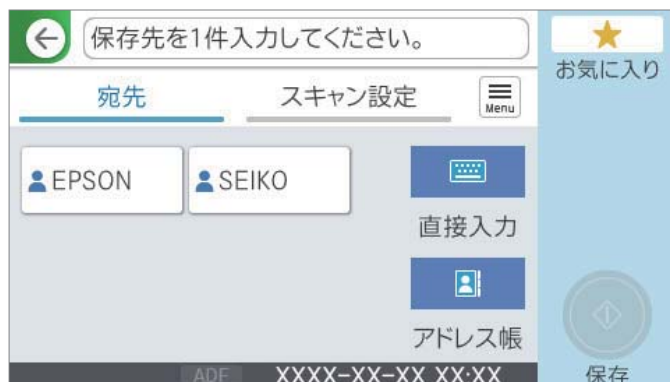 保存先を1件入力してください。
お気に入り
宛先
スキャン設定
Menu
EPSON
SEIKO
直接入力
アドレス帳
ADF
XXXX-XX-XX XX:XX
保存